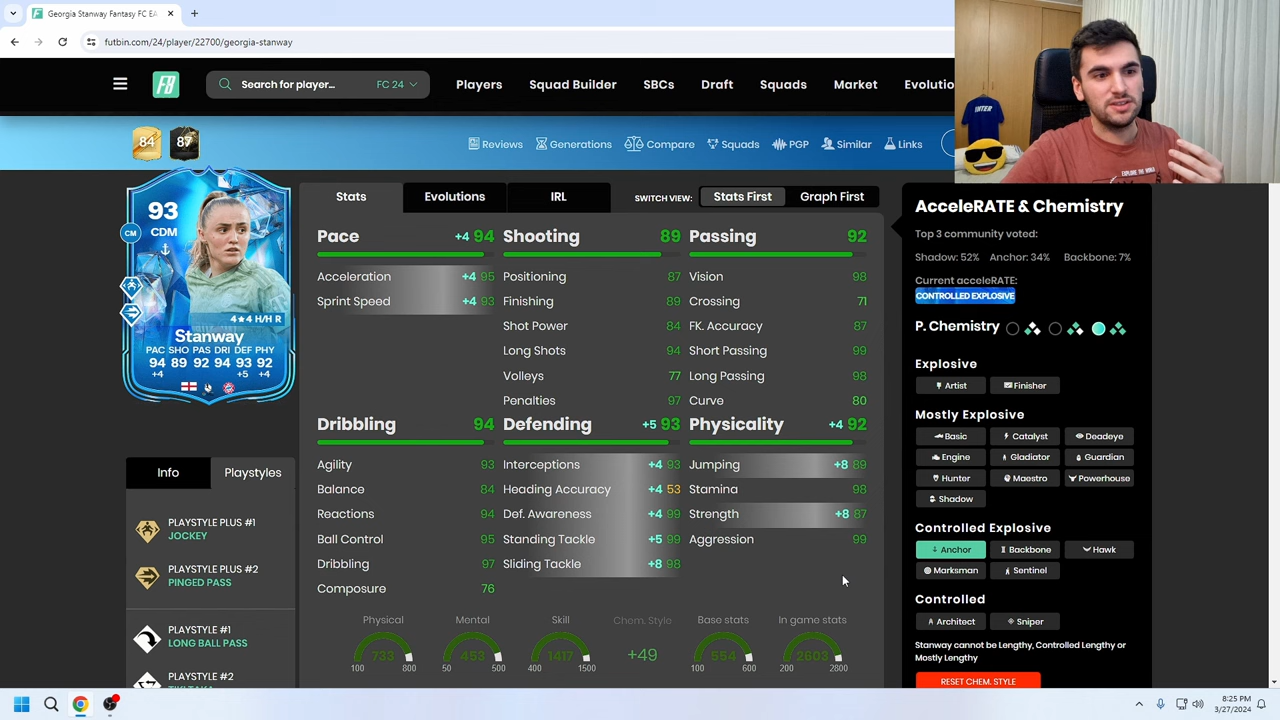 Georgia Stanway Fantasy FC EA
futbin.com/24/player/22700/georgia-stanway
FB
Search for player...
FC 24
Players
Squad Builder
SBCs
Draft
Squads
Market
Evolutio
84
87
Reviews
Generations
Compare
Squads
PGP
Similar
Links
93
CDM
CM
4★4 H/H R
Stanway
PAC SHO PAS DRI DEF PHY
94 89 92 94 93 92
+4 +5 +4
Stats
Evolutions
IRL
SWITCH VIEW:
Stats First
Graph First
Pace +4 94
Acceleration +4 95
Sprint Speed +4 93
Shooting 89
Positioning 87
Finishing 89
Shot Power 84
Long Shots 94
Volleys 77
Penalties 97
Passing 92
Vision 98
Crossing 71
FK. Accuracy 87
Short Passing 99
Long Passing 98
Curve 80
Dribbling 94
Agility 93
Balance 84
Reactions 94
Ball Control 95
Dribbling 97
Composure 76
Defending +5 93
Interceptions +4 93
Heading Accuracy +4 53
Def. Awareness +4 99
Standing Tackle +5 99
Sliding Tackle +8 98
Physicality +4 92
Jumping +8 89
Stamina 98
Strength +8 87
Aggression 99
Physical
733
100 800
Mental
453
50 500
Skill
1417
400 1500
Chem. Style
+49
Base stats
554
100 600
In game stats
2603
200 2800
Info
Playstyles
PLAYSTYLE PLUS #1
JOCKEY
PLAYSTYLE PLUS #2
PINGED PASS
PLAYSTYLE #1
LONG BALL PASS
PLAYSTYLE #2
TIKI TAKA
AcceleRATE & Chemistry
Top 3 community voted:
Shadow: 52% Anchor: 34% Backbone: 7%
Current acceleRATE:
CONTROLLED EXPLOSIVE
P. Chemistry
Explosive
Artist
Finisher
Mostly Explosive
Basic
Catalyst
Deadeye
Engine
Gladiator
Guardian
Hunter
Maestro
Powerhouse
Shadow
Controlled Explosive
Anchor
Backbone
Hawk
Marksman
Sentinel
Controlled
Architect
Sniper
Stanway cannot be Lengthy, Controlled Lengthy or
Mostly Lengthy
RESET CHEM. STYLE
8:25 PM
3/27/2024